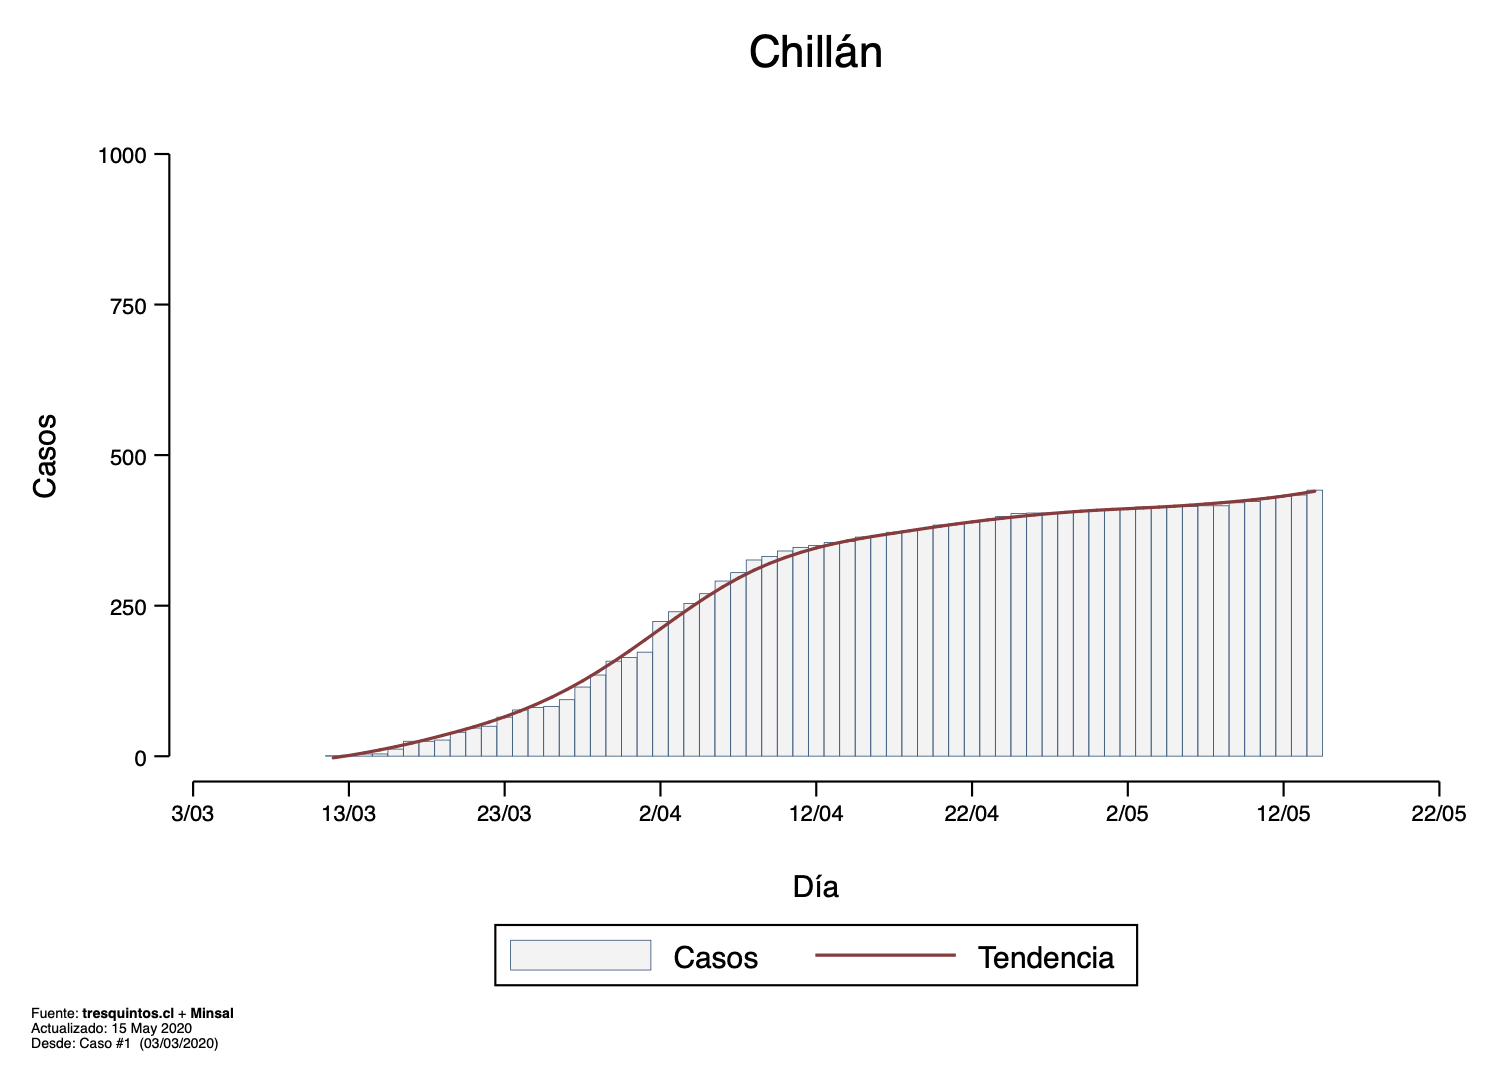 Chillán
1000
750
500
250
0
Casos
3/03 13/03 23/03 2/04 12/04 22/04 2/05 12/05 22/05
Día
Casos Tendencia
Fuente: tresquintos.cl + Minsal
Actualizado: 15 May 2020
Desde: Caso #1 (03/03/2020)